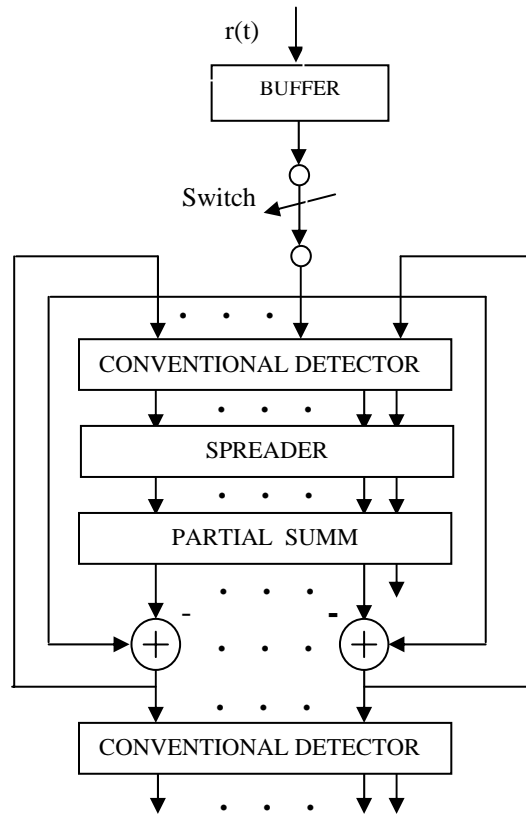 r(t)
BUFFER
Switch
CONVENTIONAL DETECTOR
SPREADER
PARTIAL SUMM
- -
+ +
CONVENTIONAL DETECTOR